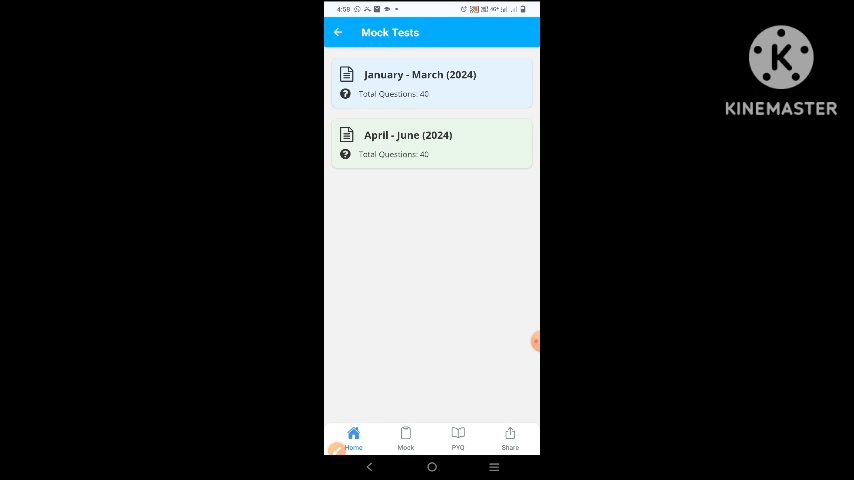 4:58
4G+
Mock Tests
January - March (2024)
Total Questions: 40
April - June (2024)
Total Questions: 40
Home
Mock
PYQ
Share
K
KINEMASTER